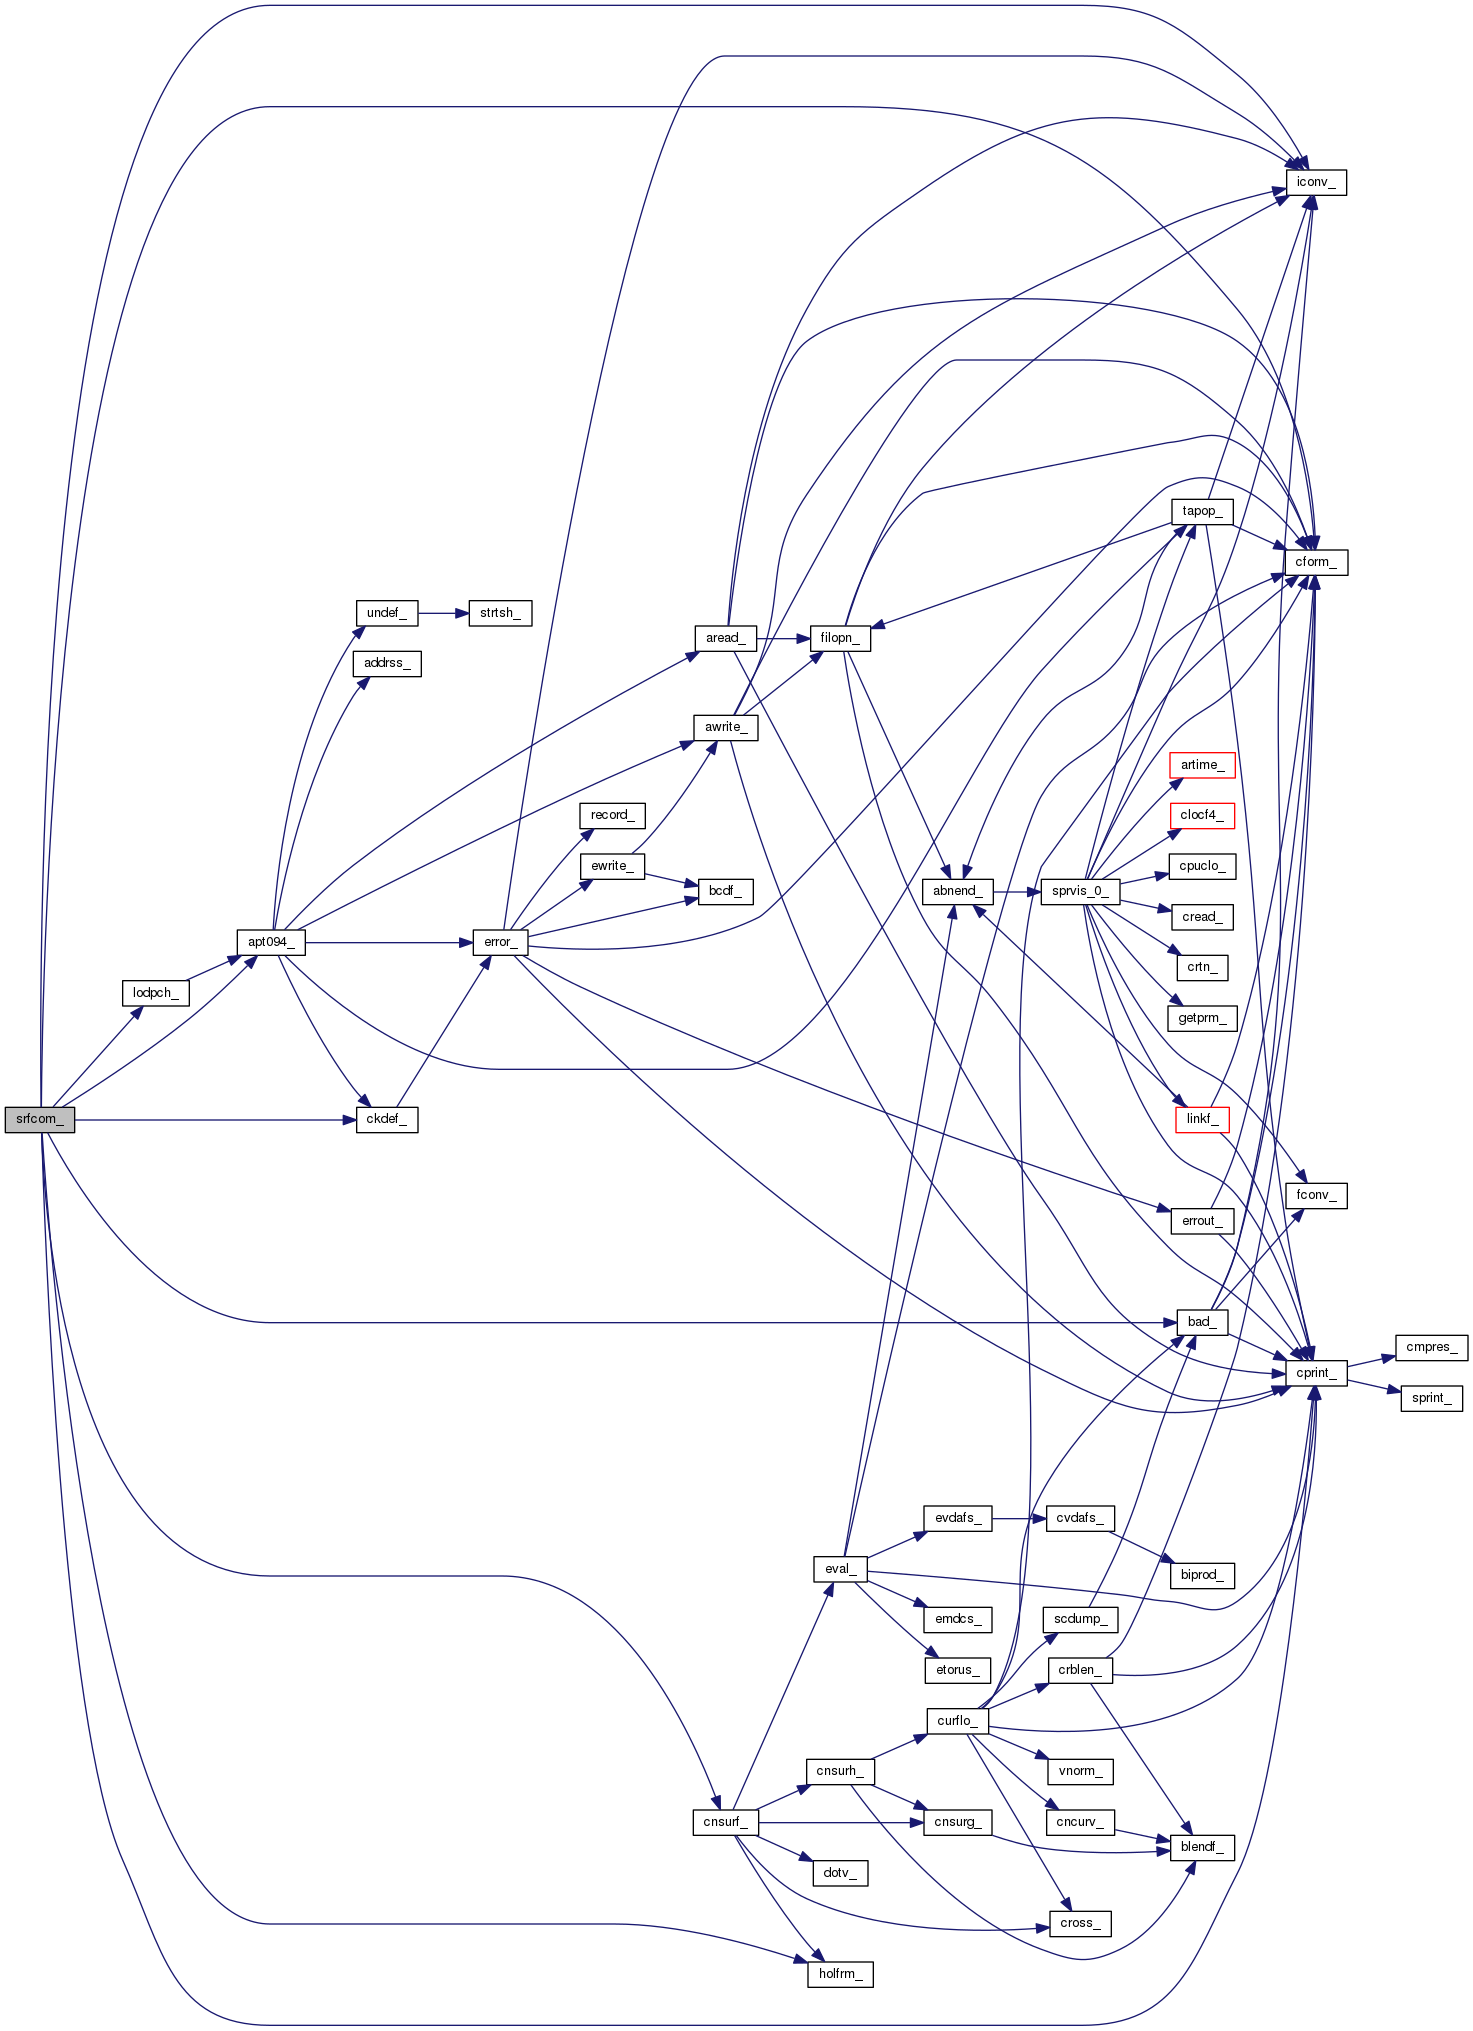 iconv_
tapop_
cform_
undef_
strtsh_
addrss_
aread_
filopn_
awrite_
artime_
record_
clocf4_
ewrite_
bcdf_
abnend_
sprvis_0_
cpuclo_
cread_
apt094_
error_
crtn_
lodpch_
getprm_
srfcom_
ckdef_
linkf_
fconv_
errout_
bad_
cmpres_
cprint_
sprint_
evdafs_
cvdafs_
eval_
biprod_
emdcs_
scdump_
etorus_
crblen_
curflo_
cnsurh_
vnorm_
cnsurf_
cnsurg_
cncurv_
blendf_
dotv_
cross_
holfrm_